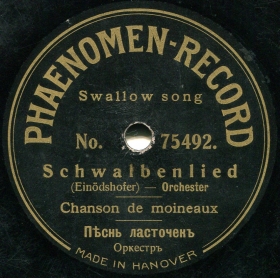 PHAENOMEN-RECORD
Swallow song
No. 75492.
Schwalbenlied
(Einödshofer) — Orchester
Chanson de moineaux
Пѣснь ласточекъ
Оркестръ
MADE IN HANOVER